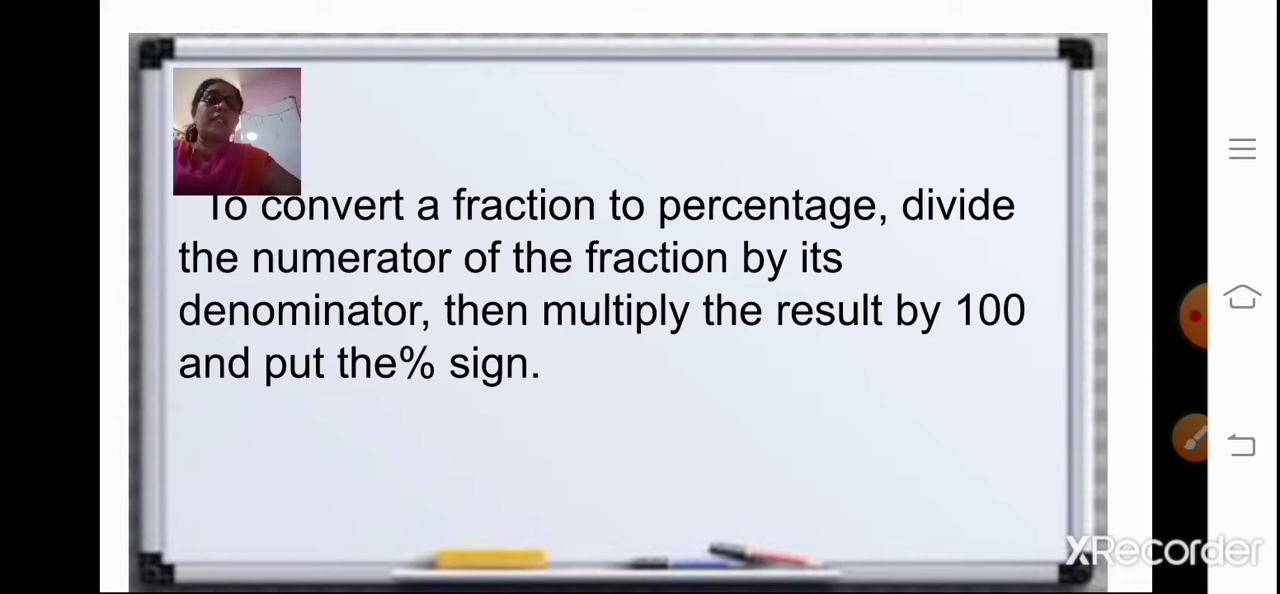 To convert a fraction to percentage, divide
the numerator of the fraction by its
denominator, then multiply the result by 100
and put the% sign.
XRecorder